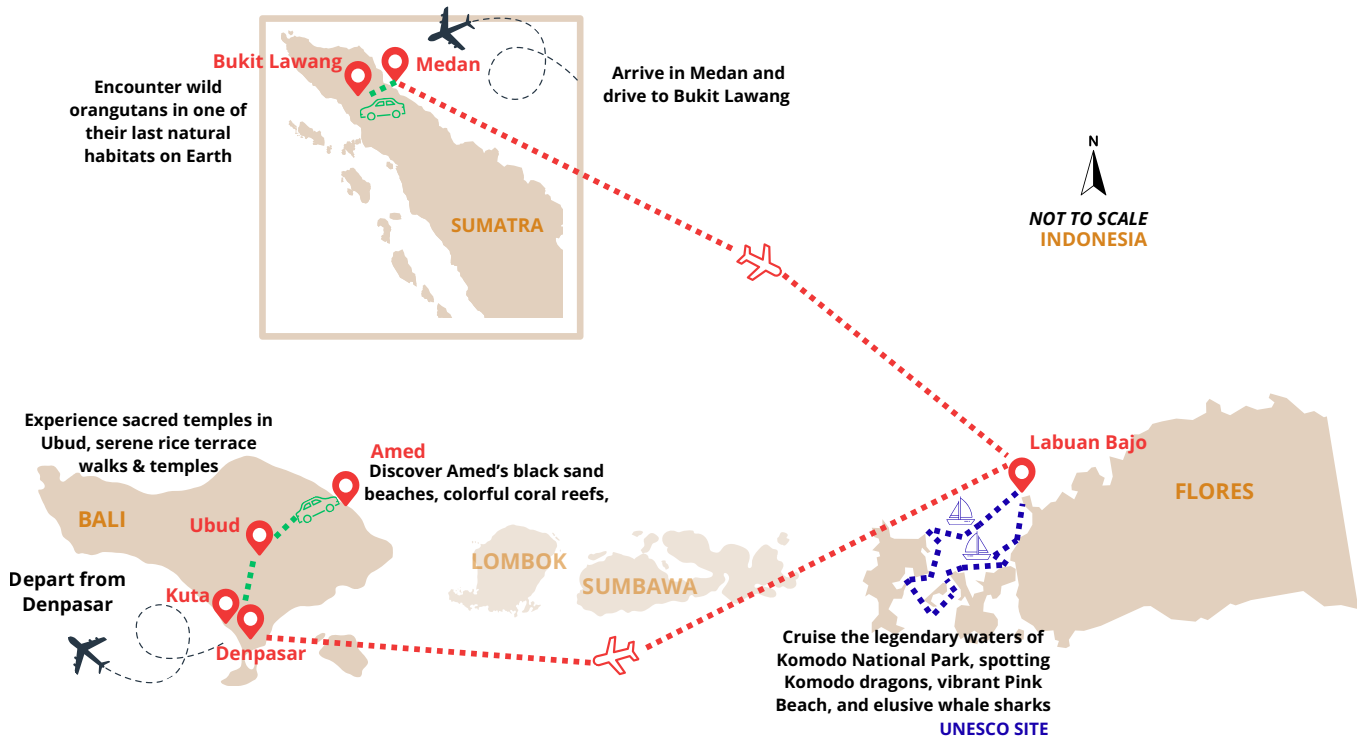 Bukit Lawang
Medan
Encounter wild
orangutans in one of
their last natural
habitats on Earth
Arrive in Medan and
drive to Bukit Lawang
SUMATRA
N
NOT TO SCALE
INDONESIA
Experience sacred temples in
Ubud, serene rice terrace
walks & temples
Amed
Discover Amed’s black sand
beaches, colorful coral reefs,
Labuan Bajo
FLORES
BALI
Ubud
LOMBOK
SUMBAWA
Depart from
Denpasar
Kuta
Denpasar
Cruise the legendary waters of
Komodo National Park, spotting
Komodo dragons, vibrant Pink
Beach, and elusive whale sharks
UNESCO SITE